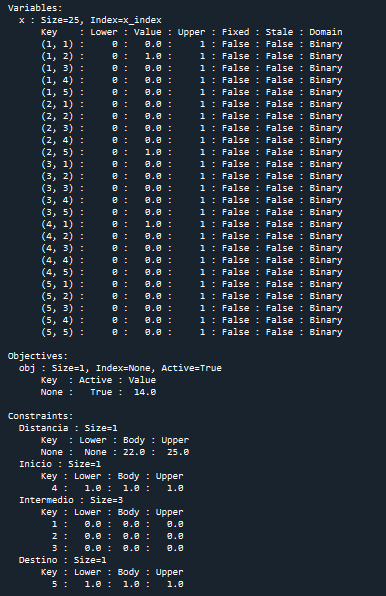 Variables:
x : Size=25, Index=x_index
Key : Lower : Value : Upper : Fixed : Stale : Domain
(1, 1) : 0 : 0.0 : 1 : False : False : Binary
(1, 2) : 0 : 1.0 : 1 : False : False : Binary
(1, 3) : 0 : 0.0 : 1 : False : False : Binary
(1, 4) : 0 : 0.0 : 1 : False : False : Binary
(1, 5) : 0 : 0.0 : 1 : False : False : Binary
(2, 1) : 0 : 0.0 : 1 : False : False : Binary
(2, 2) : 0 : 0.0 : 1 : False : False : Binary
(2, 3) : 0 : 0.0 : 1 : False : False : Binary
(2, 4) : 0 : 0.0 : 1 : False : False : Binary
(2, 5) : 0 : 1.0 : 1 : False : False : Binary
(3, 1) : 0 : 0.0 : 1 : False : False : Binary
(3, 2) : 0 : 0.0 : 1 : False : False : Binary
(3, 3) : 0 : 0.0 : 1 : False : False : Binary
(3, 4) : 0 : 0.0 : 1 : False : False : Binary
(3, 5) : 0 : 0.0 : 1 : False : False : Binary
(4, 1) : 0 : 1.0 : 1 : False : False : Binary
(4, 2) : 0 : 0.0 : 1 : False : False : Binary
(4, 3) : 0 : 0.0 : 1 : False : False : Binary
(4, 4) : 0 : 0.0 : 1 : False : False : Binary
(4, 5) : 0 : 0.0 : 1 : False : False : Binary
(5, 1) : 0 : 0.0 : 1 : False : False : Binary
(5, 2) : 0 : 0.0 : 1 : False : False : Binary
(5, 3) : 0 : 0.0 : 1 : False : False : Binary
(5, 4) : 0 : 0.0 : 1 : False : False : Binary
(5, 5) : 0 : 0.0 : 1 : False : False : Binary
Objectives:
obj : Size=1, Index=None, Active=True
Key : Active : Value
None : True : 14.0
Constraints:
Distancia : Size=1
Key : Lower : Body : Upper
None : None : 22.0 : 25.0
Inicio : Size=1
Key : Lower : Body : Upper
4 : 1.0 : 1.0 : 1.0
Intermedio : Size=3
Key : Lower : Body : Upper
1 : 0.0 : 0.0 : 0.0
2 : 0.0 : 0.0 : 0.0
3 : 0.0 : 0.0 : 0.0
Destino : Size=1
Key : Lower : Body : Upper
5 : 1.0 : 1.0 : 1.0